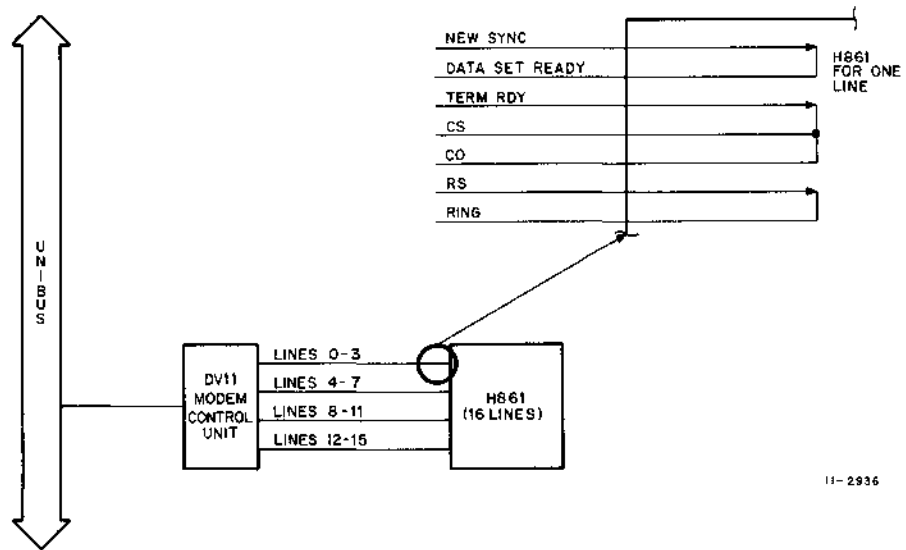 NEW SYNC
DATA SET READY
TERM RDY
CS
CO
RS
RING
H861
FOR ONE
LINE
UNIBUS
DV11
MODEM
CONTROL
UNIT
LINES 0-3
LINES 4-7
LINES 8-11
LINES 12-15
H861
(16 LINES)
11-2936